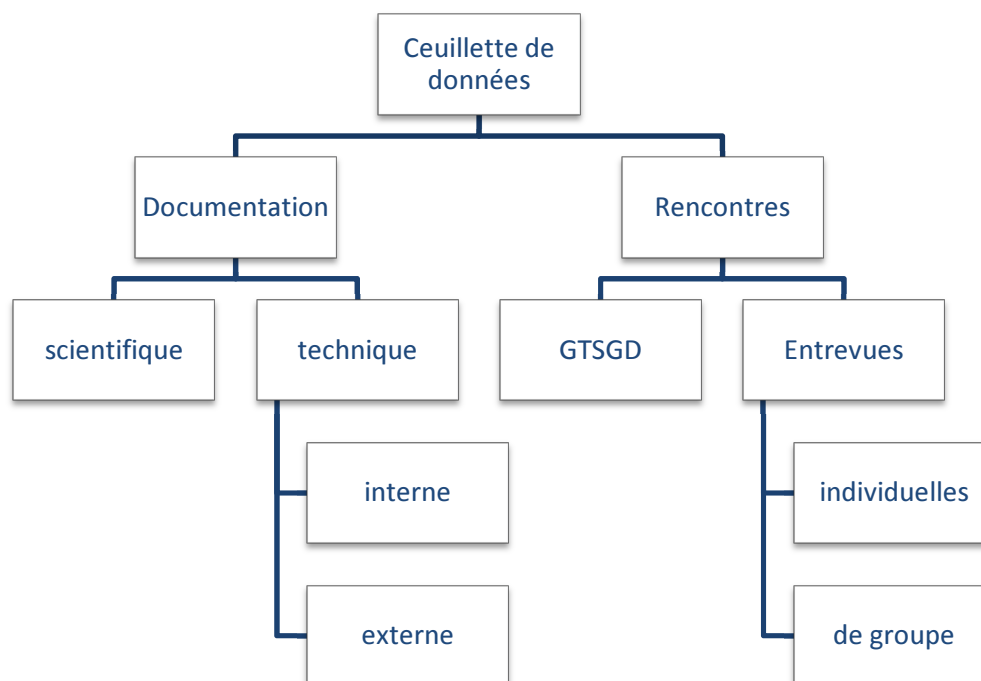 Ceuillette de
données
Documentation
Rencontres
scientifique
technique
GTSGD
Entrevues
interne
individuelles
externe
de groupe